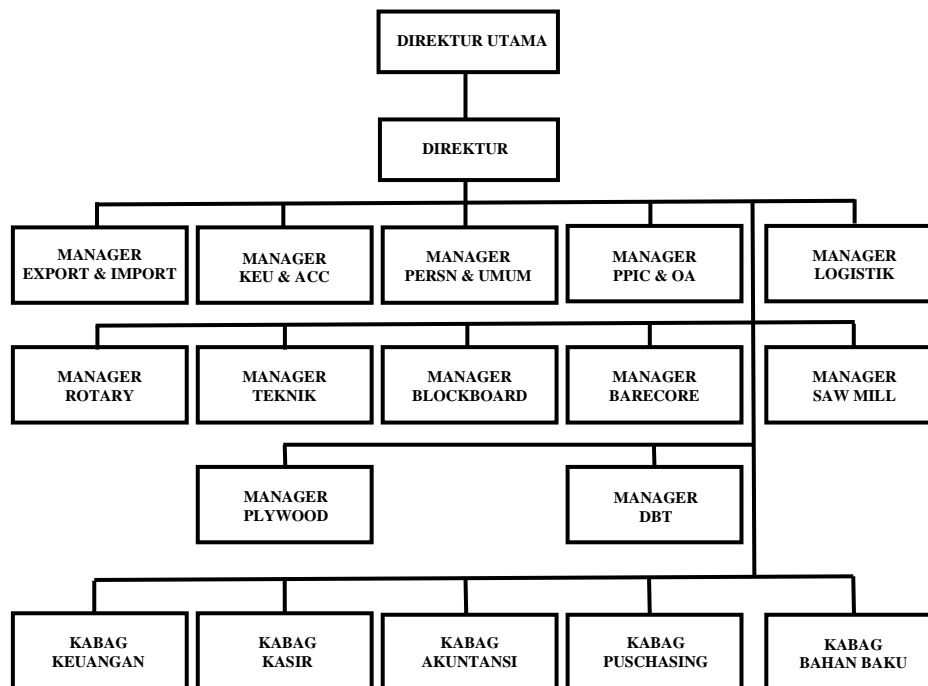 DIREKTUR UTAMA
DIREKTUR
MANAGER
EXPORT & IMPORT
MANAGER
KEU & ACC
MANAGER
PERSN & UMUM
MANAGER
PPIC & OA
MANAGER
LOGISTIK
MANAGER
ROTARY
MANAGER
TEKNIK
MANAGER
BLOCKBOARD
MANAGER
BARECORE
MANAGER
SAW MILL
MANAGER
PLYWOOD
MANAGER
DBT
KABAG
KEUANGAN
KABAG
KASIR
KABAG
AKUNTANSI
KABAG
PUSCHASING
KABAG
BAHAN BAKU